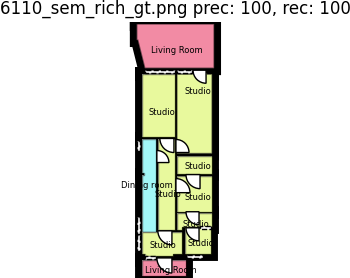 6110_sem_rich_gt.png prec: 100, rec: 100
Living Room
Studio
Studio
Studio
Dining room
Studio
Studio
Studio
Studio
Studio
Living Room